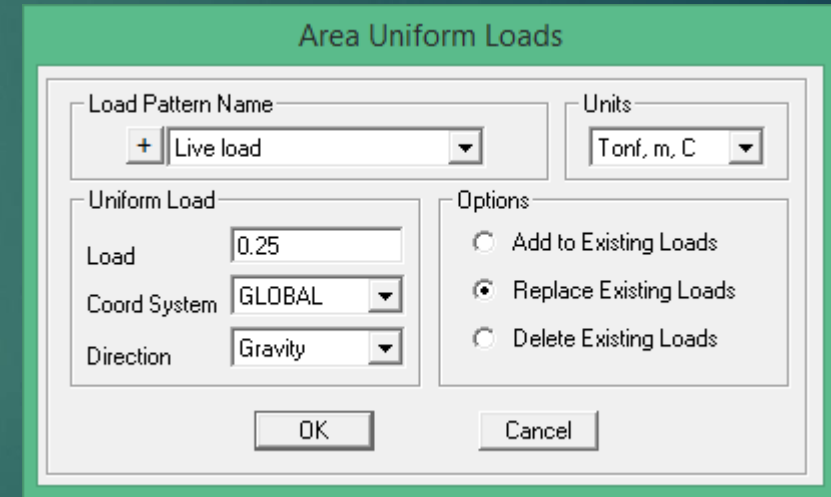 Area Uniform Loads
Load Pattern Name
+ Live load
Units
Tonf, m, C
Uniform Load
Load 0.25
Coord System GLOBAL
Direction Gravity
Options
Add to Existing Loads
Replace Existing Loads
Delete Existing Loads
OK Cancel